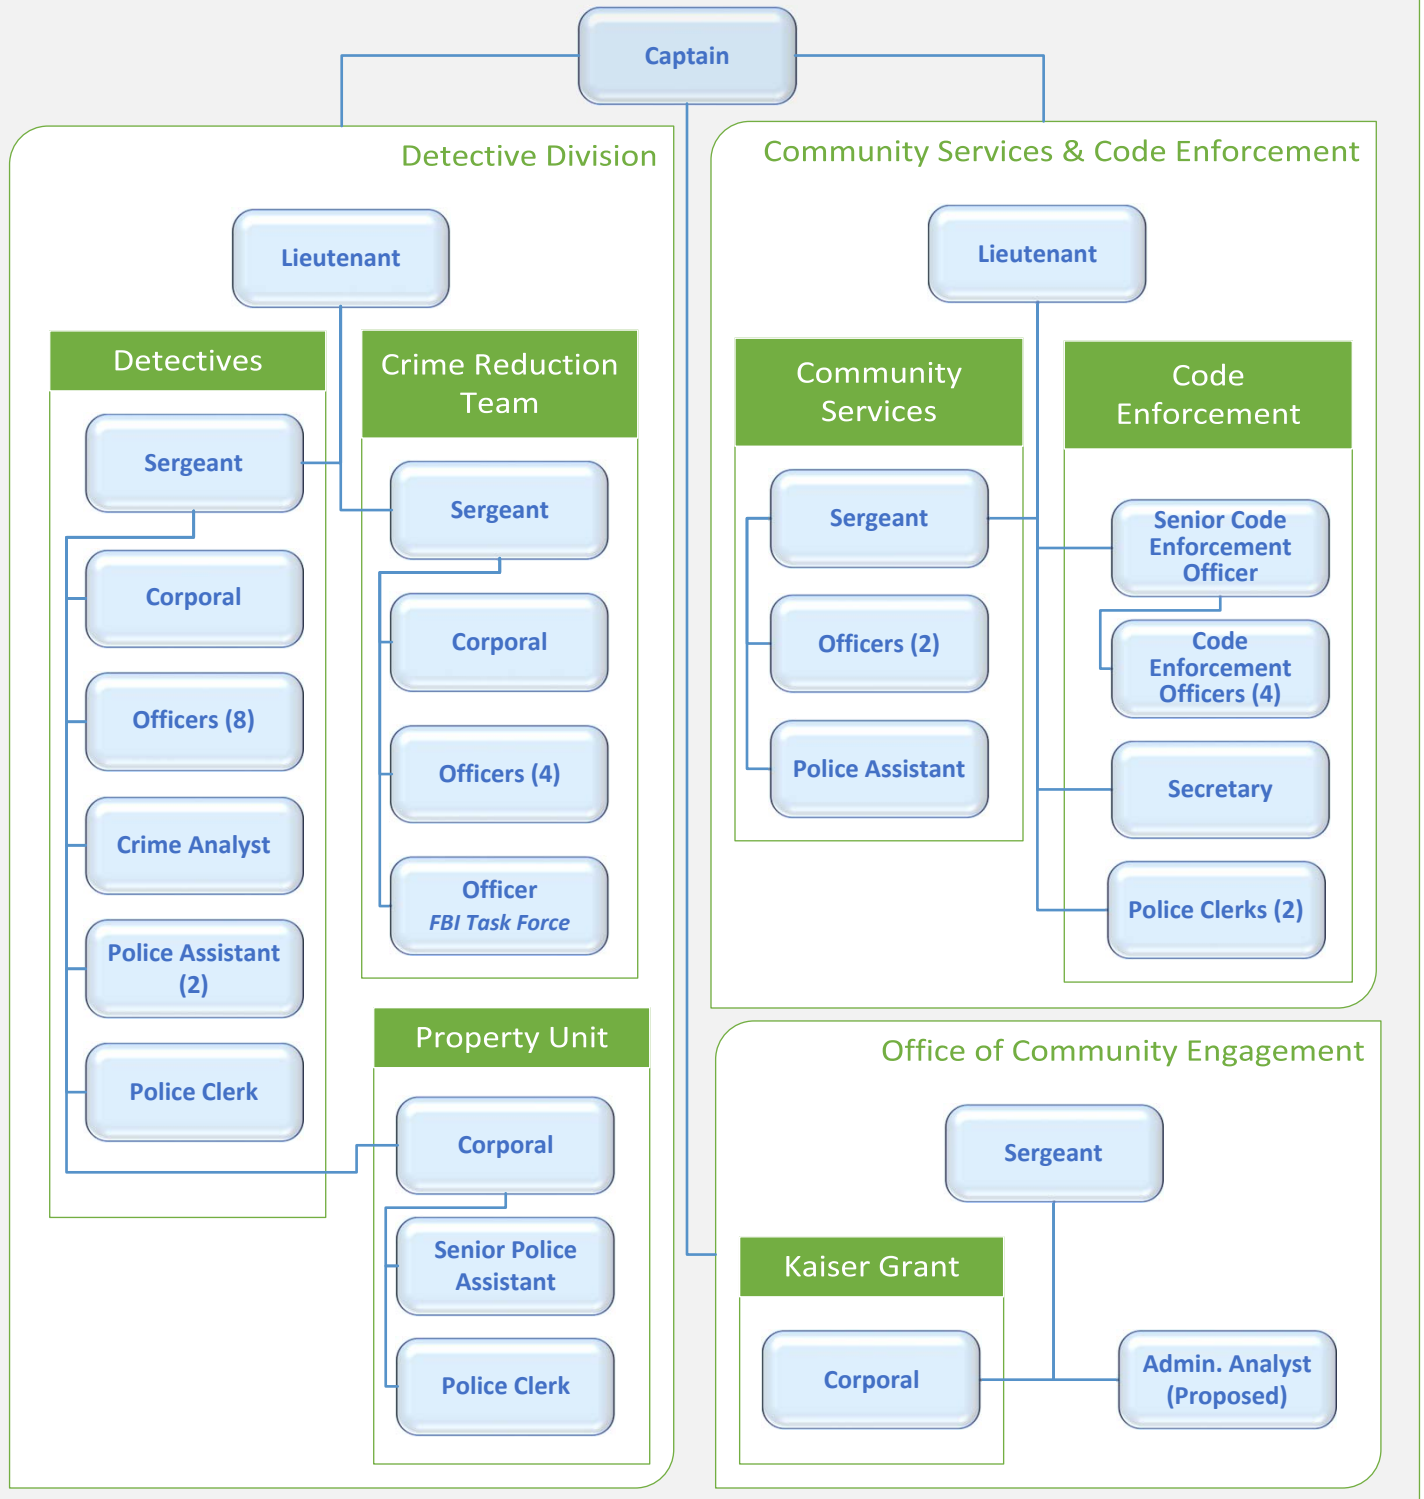 Captain
Detective Division
Lieutenant
Detectives
Sergeant
Corporal
Officers (8)
Crime Analyst
Police Assistant
(2)
Police Clerk
Crime Reduction
Team
Sergeant
Corporal
Officers (4)
Officer
FBI Task Force
Property Unit
Corporal
Senior Police
Assistant
Police Clerk
Community Services & Code Enforcement
Lieutenant
Community
Services
Sergeant
Officers (2)
Police Assistant
Code
Enforcement
Senior Code
Enforcement
Officer
Code
Enforcement
Officers (4)
Secretary
Police Clerks (2)
Office of Community Engagement
Sergeant
Kaiser Grant
Corporal
Admin. Analyst
(Proposed)